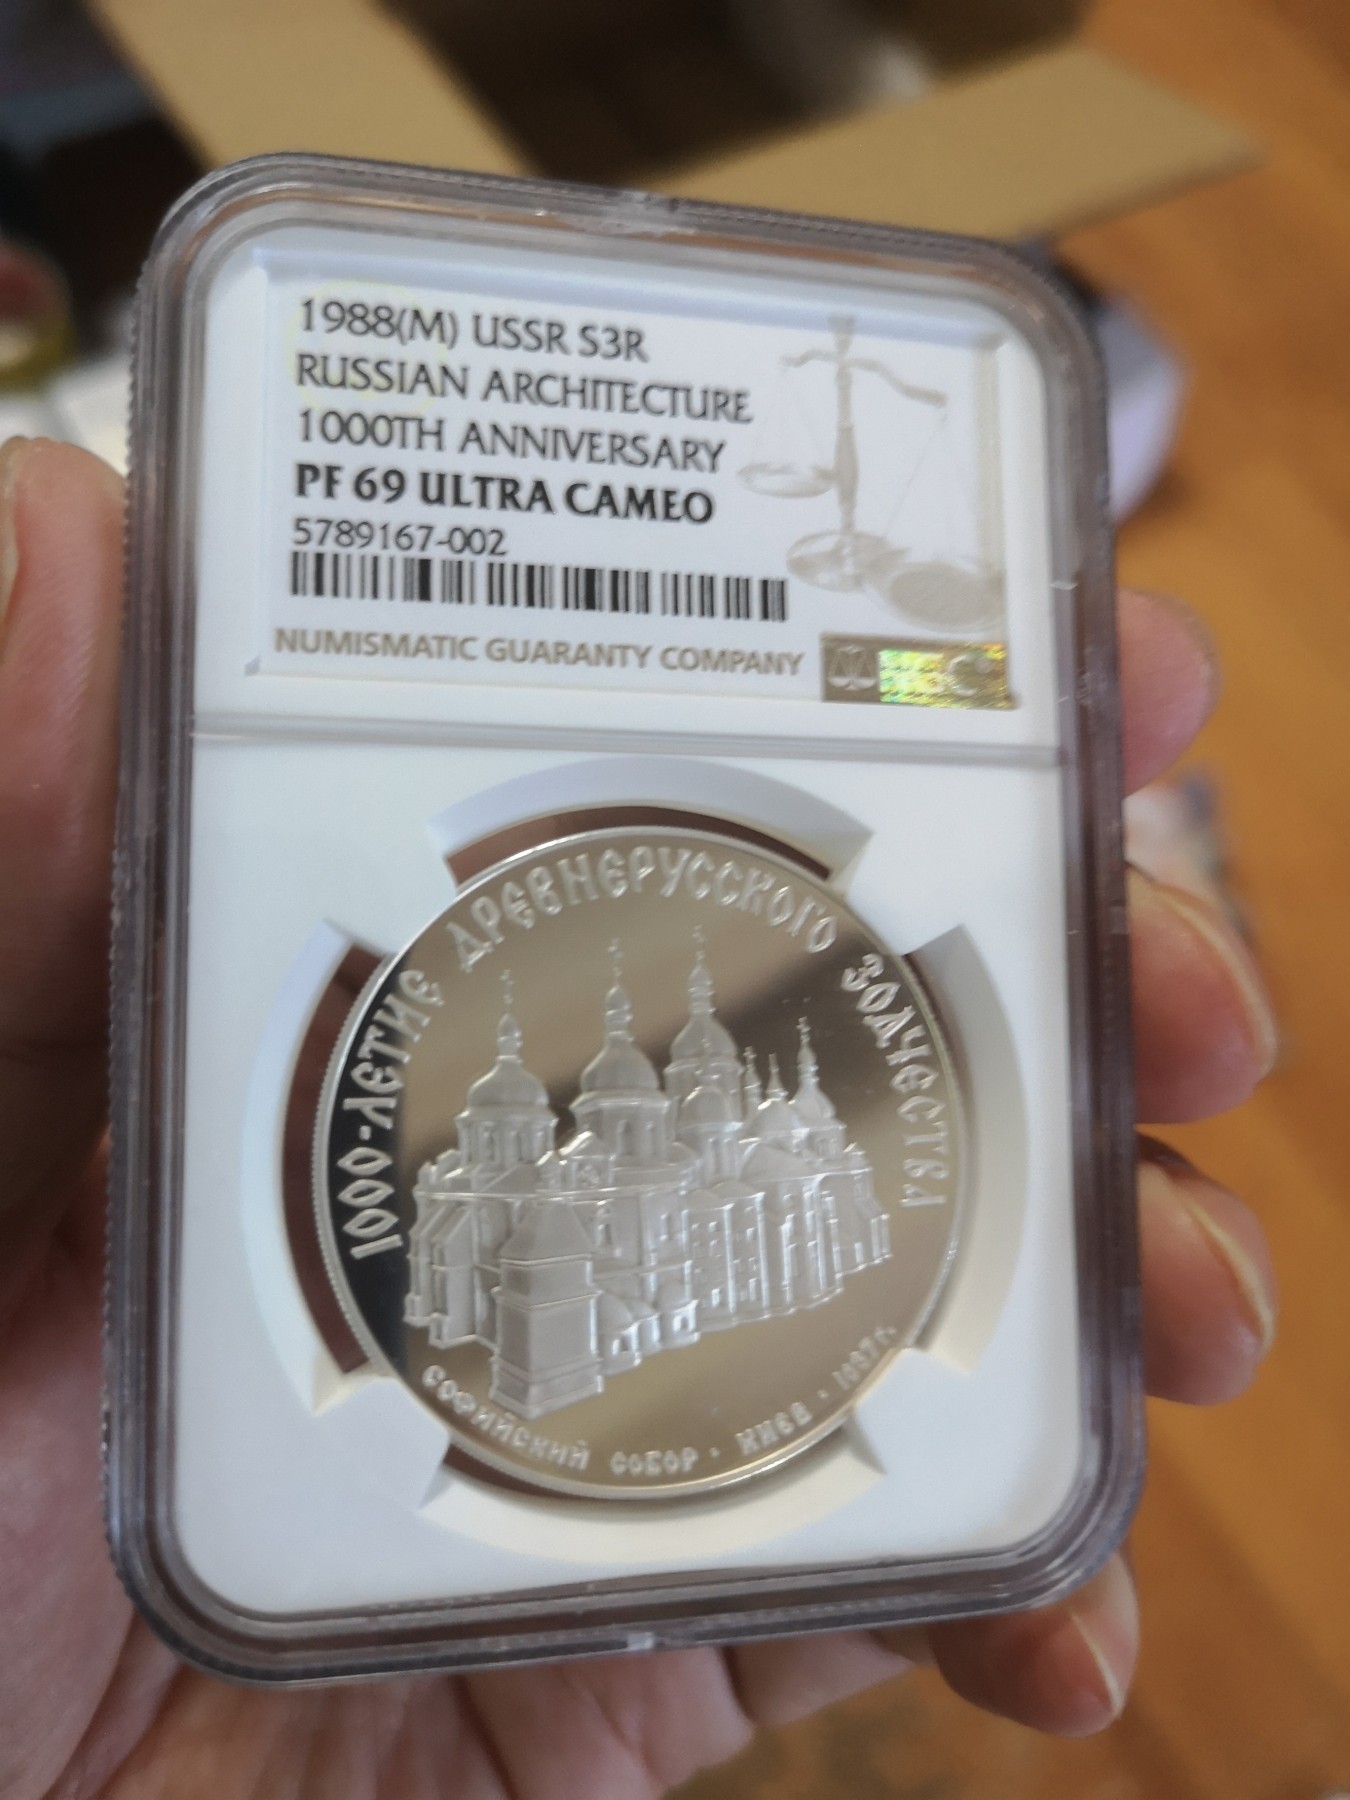 1988(M) USSR S3R
RUSSIAN ARCHITECTURE
1000TH ANNIVERSARY
PF 69 ULTRA CAMEO
5789167-002
NUMISMATIC GUARANTY COMPANY
1000-ЛЕТИЕ ДРЕВНЕРУССКОГО ЗОДЧЕСТВА
СОФИЙСКИЙ СОБОР · КИЕВ · 1037 г.